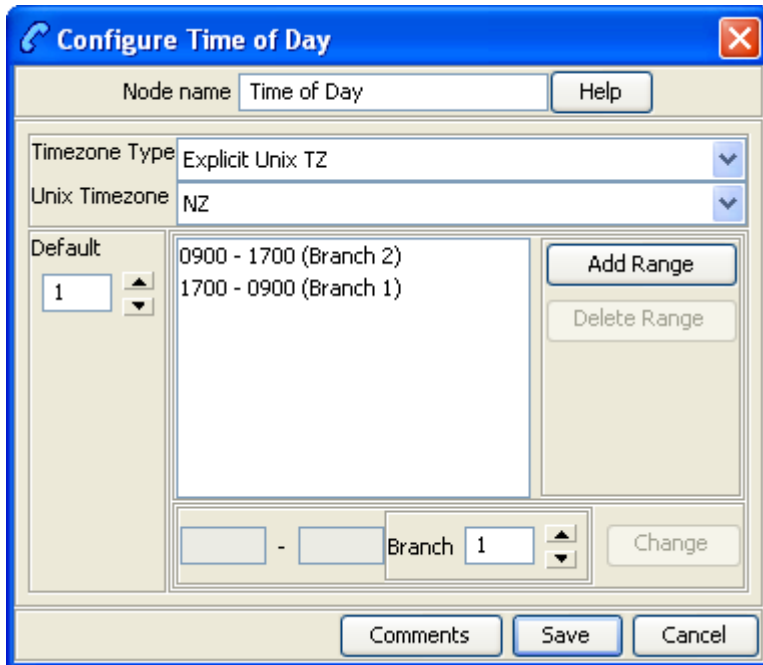 Configure Time of Day
Node name Time of Day Help
Timezone Type Explicit Unix TZ
Unix Timezone NZ
Default
1
0900 - 1700 (Branch 2)
1700 - 0900 (Branch 1)
Add Range
Delete Range
- Branch 1 Change
Comments Save Cancel